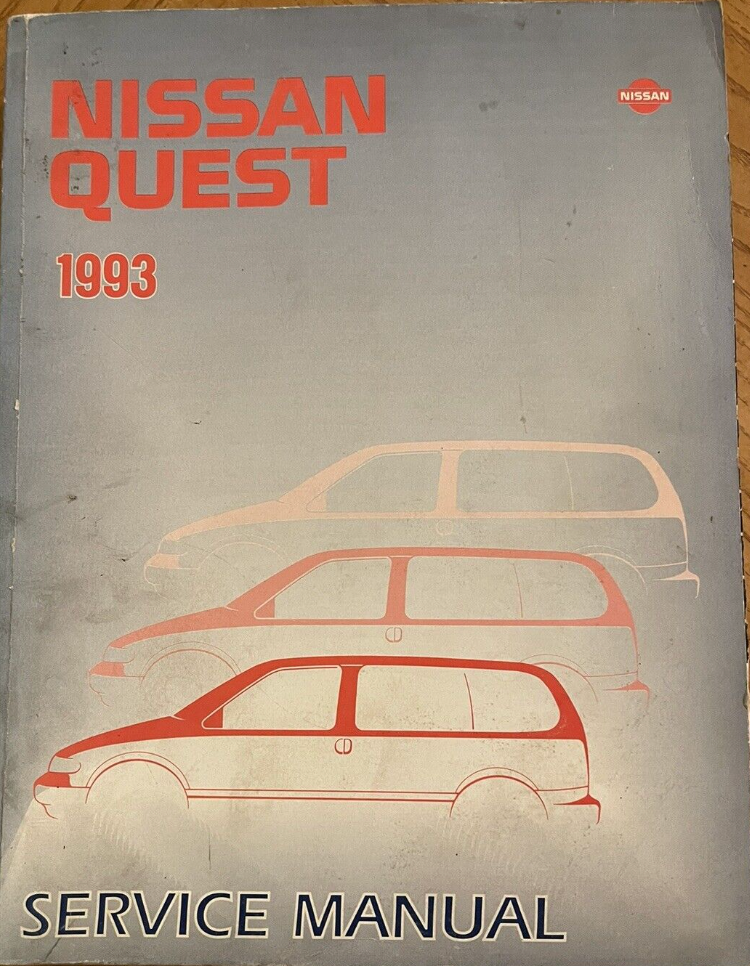 NISSAN
QUEST
NISSAN
1993
SERVICE MANUAL